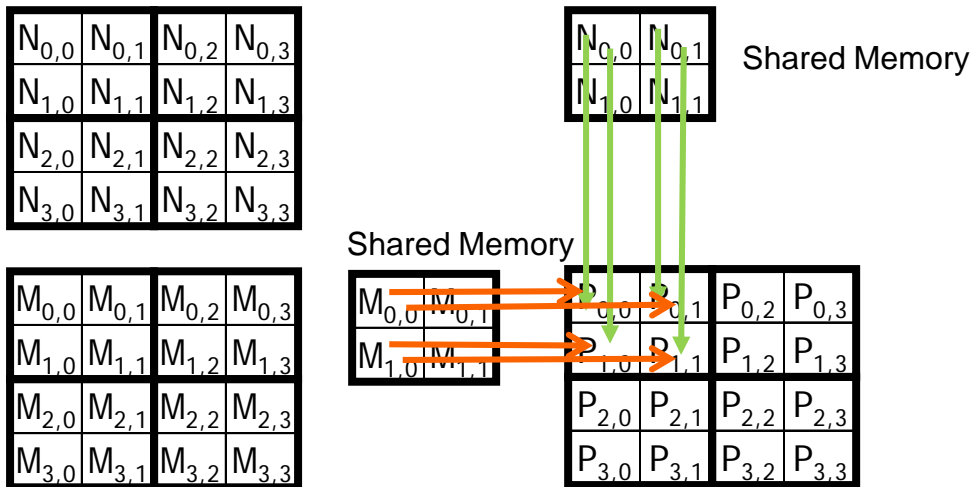 N0,0 N0,1 N0,2 N0,3
N1,0 N1,1 N1,2 N1,3
N2,0 N2,1 N2,2 N2,3
N3,0 N3,1 N3,2 N3,3
N0,0 N0,1
N1,0 N1,1
Shared Memory
Shared Memory
M0,0 M0,1 M0,2 M0,3
M1,0 M1,1 M1,2 M1,3
M2,0 M2,1 M2,2 M2,3
M3,0 M3,1 M3,2 M3,3
M0,0 M0,1
M1,0 M1,1
P0,0 P0,1 P0,2 P0,3
P1,0 P1,1 P1,2 P1,3
P2,0 P2,1 P2,2 P2,3
P3,0 P3,1 P3,2 P3,3